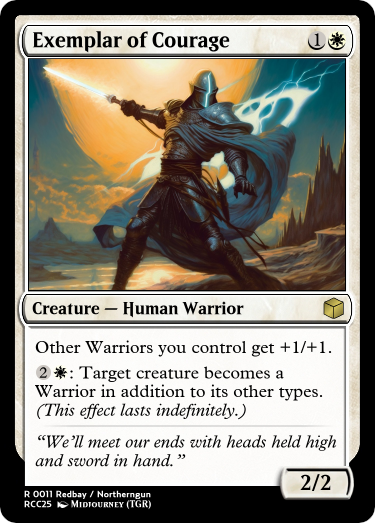 Exemplar of Courage 1
Creature — Human Warrior
Other Warriors you control get +1/+1.
2 : Target creature becomes a
Warrior in addition to its other types.
(This effect lasts indefinitely.)
“We’ll meet our ends with heads held high
and sword in hand.”
2/2
R 0011 Redbay / Northerngun
RCC25 Midjourney (TGR)